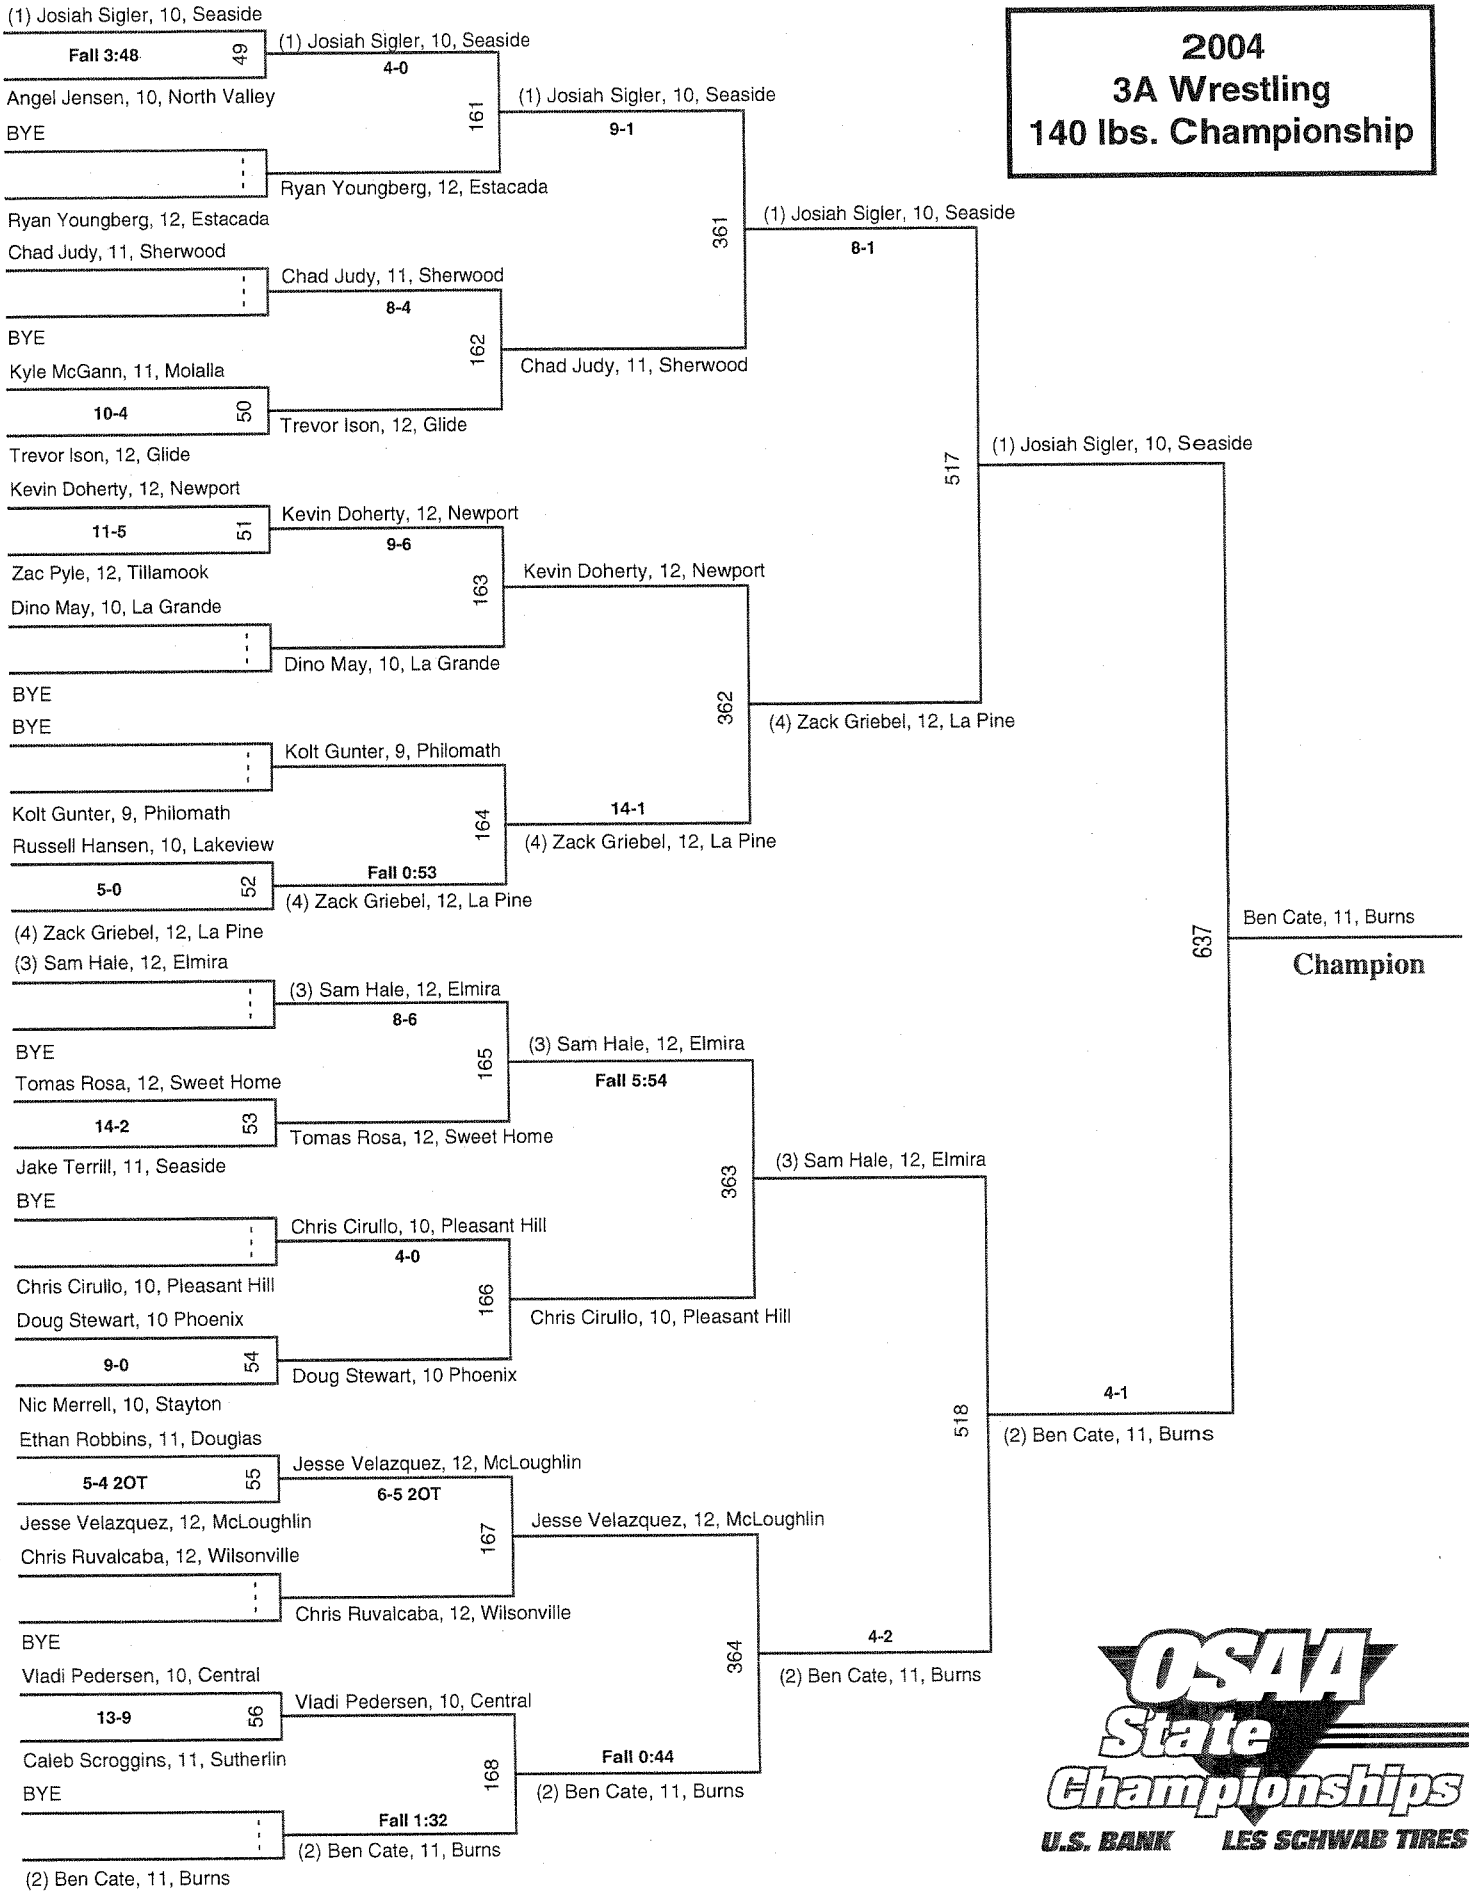 (1) Josiah Sigler, 10, Seaside
Fall 3:48
49
Angel Jensen, 10, North Valley
BYE
Ryan Youngberg, 12, Estacada
Chad Judy, 11, Sherwood
BYE
Kyle McGann, 11, Molalla
10-4
50
Trevor Ison, 12, Glide
Kevin Doherty, 12, Newport
11-5
51
Zac Pyle, 12, Tillamook
Dino May, 10, La Grande
BYE
BYE
Kolt Gunter, 9, Philomath
Russell Hansen, 10, Lakeview
5-0
52
(4) Zack Griebel, 12, La Pine
(3) Sam Hale, 12, Elmira
BYE
Tomas Rosa, 12, Sweet Home
14-2
53
Jake Terrill, 11, Seaside
BYE
Chris Cirullo, 10, Pleasant Hill
Doug Stewart, 10 Phoenix
9-0
54
Nic Merrell, 10, Stayton
Ethan Robbins, 11, Douglas
5-4 2OT
55
Jesse Velazquez, 12, McLoughlin
Chris Ruvalcaba, 12, Wilsonville
BYE
Vladi Pedersen, 10, Central
13-9
56
Caleb Scroggins, 11, Sutherlin
BYE
(2) Ben Cate, 11, Burns
(1) Josiah Sigler, 10, Seaside
4-0
161
Ryan Youngberg, 12, Estacada
Chad Judy, 11, Sherwood
8-4
162
Trevor Ison, 12, Glide
Kevin Doherty, 12, Newport
9-6
163
Dino May, 10, La Grande
Kolt Gunter, 9, Philomath
164
Fall 0:53
(4) Zack Griebel, 12, La Pine
(3) Sam Hale, 12, Elmira
8-6
165
Tomas Rosa, 12, Sweet Home
Chris Cirullo, 10, Pleasant Hill
4-0
166
Doug Stewart, 10 Phoenix
Jesse Velazquez, 12, McLoughlin
6-5 2OT
167
Chris Ruvalcaba, 12, Wilsonville
Vladi Pedersen, 10, Central
168
Fall 1:32
(2) Ben Cate, 11, Burns
(1) Josiah Sigler, 10, Seaside
9-1
361
Chad Judy, 11, Sherwood
Kevin Doherty, 12, Newport
362
14-1
(4) Zack Griebel, 12, La Pine
(3) Sam Hale, 12, Elmira
Fall 5:54
363
Chris Cirullo, 10, Pleasant Hill
Jesse Velazquez, 12, McLoughlin
364
Fall 0:44
(2) Ben Cate, 11, Burns
(1) Josiah Sigler, 10, Seaside
8-1
517
(4) Zack Griebel, 12, La Pine
(3) Sam Hale, 12, Elmira
518
4-2
(2) Ben Cate, 11, Burns
(1) Josiah Sigler, 10, Seaside
637
4-1
(2) Ben Cate, 11, Burns
Ben Cate, 11, Burns
Champion
2004
3A Wrestling
140 lbs. Championship
OSAA
State
Championships
U.S. BANK LES SCHWAB TIRES